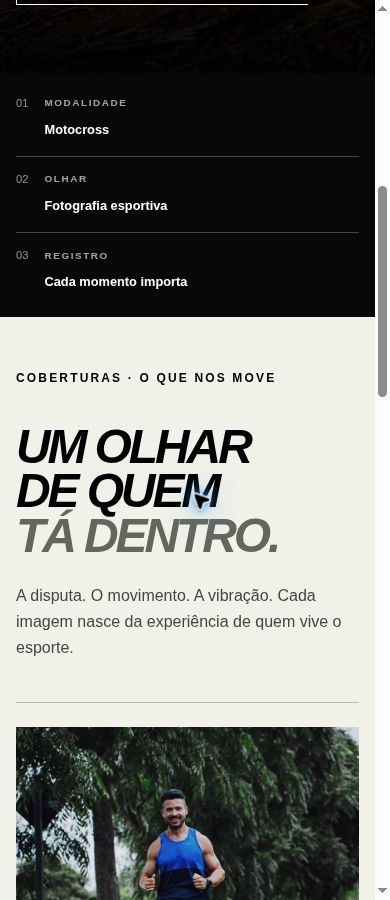 01 MODALIDADE
Motocross
02 OLHAR
Fotografia esportiva
03 REGISTRO
Cada momento importa
COBERTURAS · O QUE NOS MOVE
UM OLHAR
DE QUEM
TÁ DENTRO.
A disputa. O movimento. A vibração. Cada
imagem nasce da experiência de quem vive o
esporte.